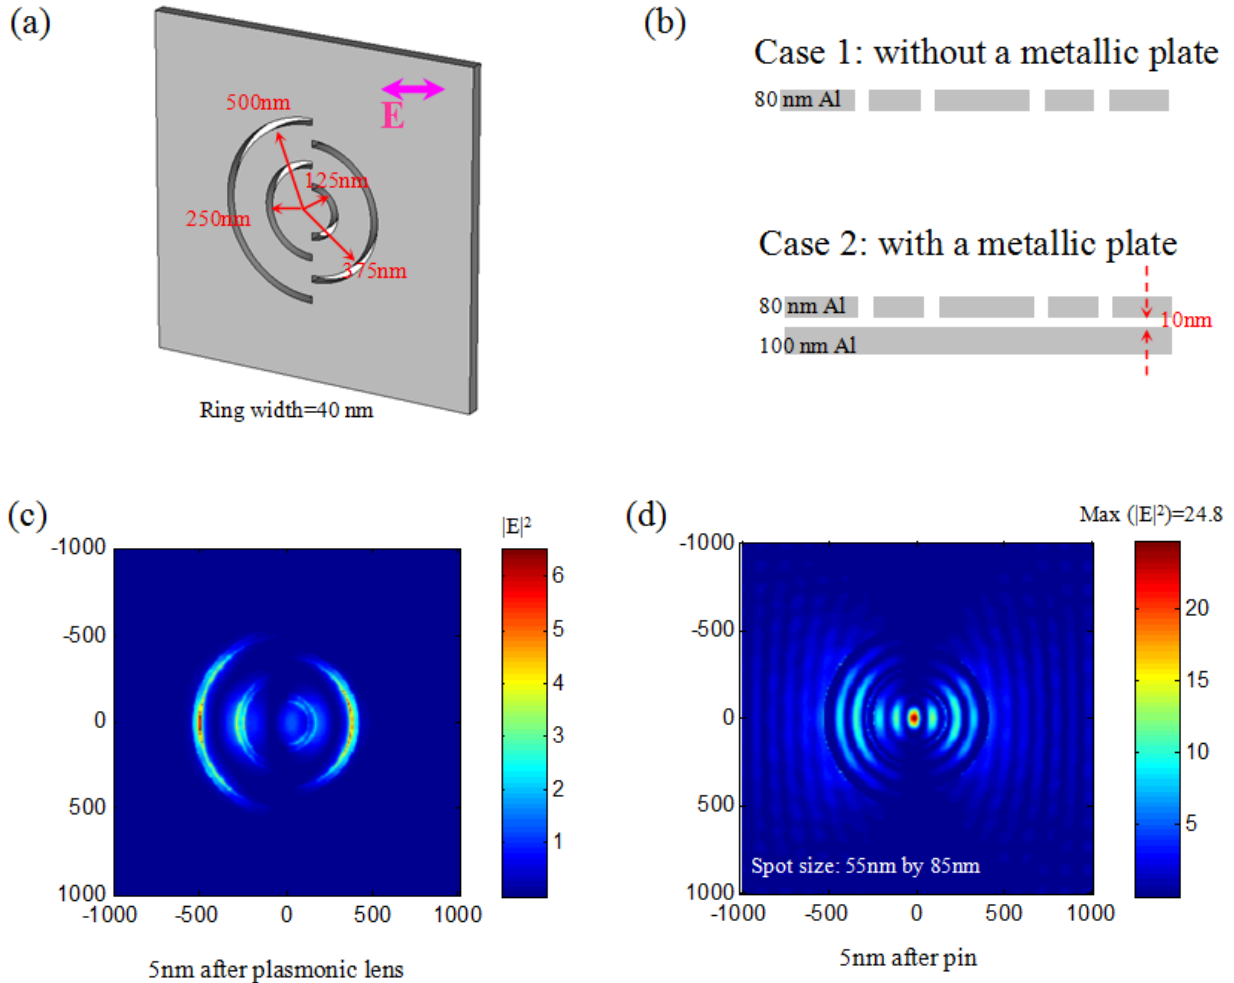 (a)
500nm
E
125nm
250nm
375nm
Ring width=40 nm
(b)
Case 1: without a metallic plate
80 nm Al
Case 2: with a metallic plate
80 nm Al
10nm
100 nm Al
(c)
|E|²
-1000
-500
0
500
1000
-1000
-500
0
500
1000
6
5
4
3
2
1
5nm after plasmonic lens
(d)
Max (|E|²)=24.8
-1000
-500
0
500
1000
-1000
-500
0
500
1000
20
15
10
5
Spot size: 55nm by 85nm
5nm after pin